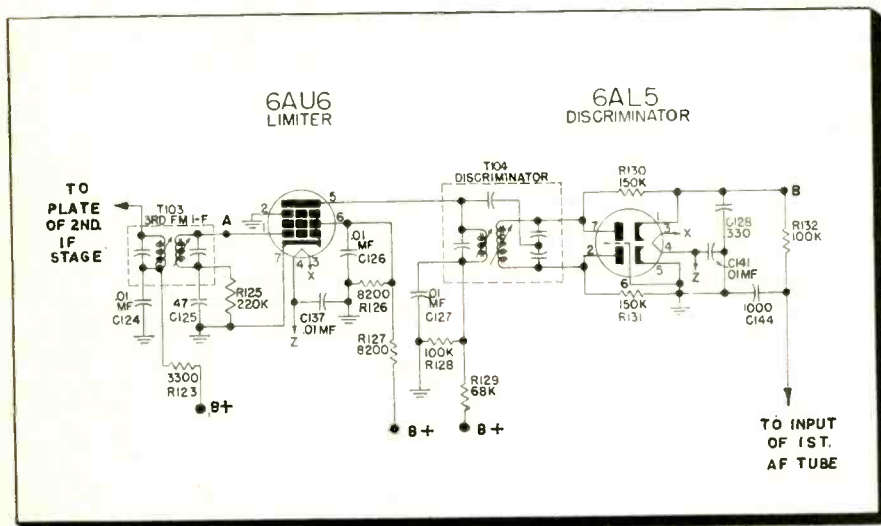 6AU6
LIMITER
6AL5
DISCRIMINATOR
TO
PLATE
OF 2ND.
IF
STAGE
T103
3RD FM I-F
A
.01
MF
C124
47
C125
R125
220K
3300
R123
B+
2
1
7
5
6
4
3
X
Z
.01
MF
C126
C137
.01MF
8200
R126
R127
8200
B+
T104
DISCRIMINATOR
.01
MF
C127
100K
R128
R129
68K
B+
R130
150K
7
2
1
3
X
4
5
6
Z
150K
R131
B
C128
330
C141
.01MF
1000
C144
R132
100K
TO INPUT
OF 1ST.
AF TUBE